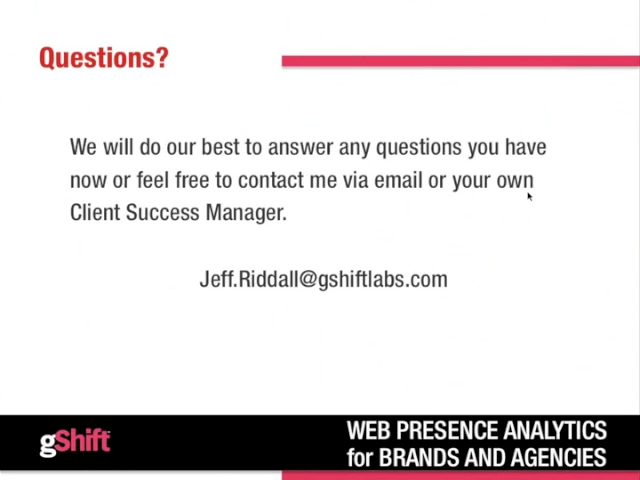 Questions?
We will do our best to answer any questions you have
now or feel free to contact me via email or your own
Client Success Manager.
Jeff.Riddall@gshiftlabs.com
gShift
WEB PRESENCE ANALYTICS
for BRANDS AND AGENCIES